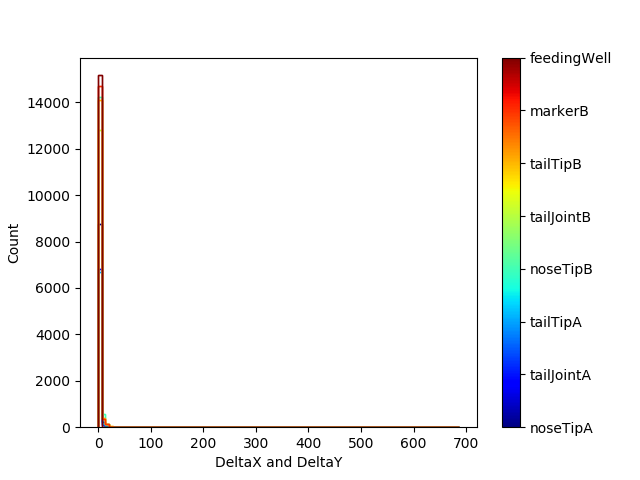 14000
12000
10000
8000
6000
4000
2000
0
Count
0 100 200 300 400 500 600 700
DeltaX and DeltaY
feedingWell
markerB
tailTipB
tailJointB
noseTipB
tailTipA
tailJointA
noseTipA